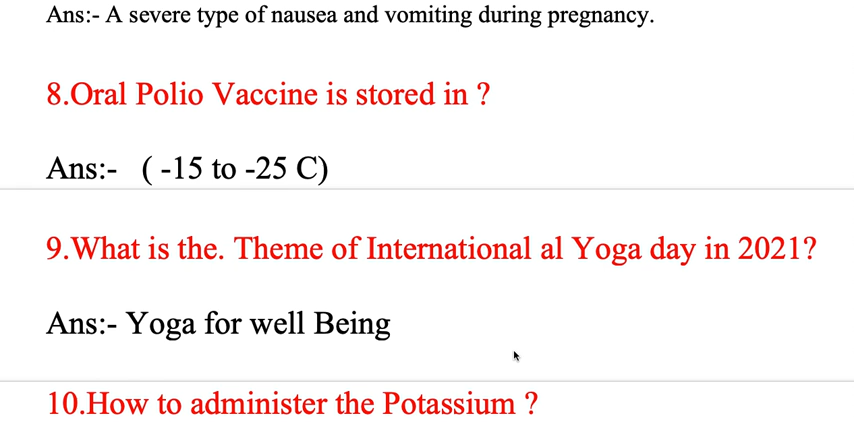 Ans:- A severe type of nausea and vomiting during pregnancy.
8.Oral Polio Vaccine is stored in ?
Ans:- ( -15 to -25 C)
9.What is the. Theme of International al Yoga day in 2021?
Ans:- Yoga for well Being
10.How to administer the Potassium ?